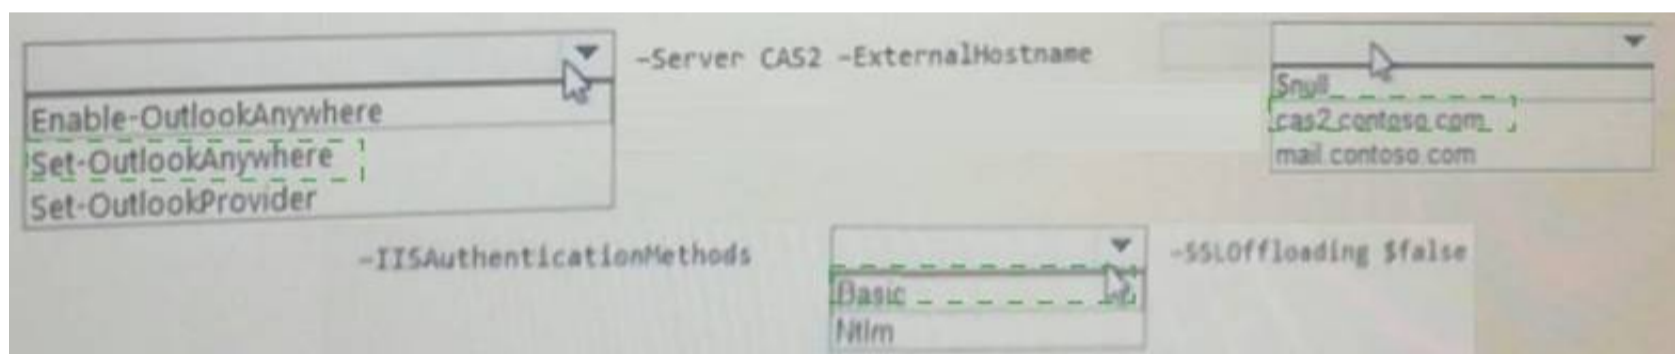 -Server CAS2 -ExternalHostname
Enable-OutlookAnywhere
Set-OutlookAnywhere
Set-OutlookProvider
$null
cas2.contoso.com
mail.contoso.com
-IISAuthenticationMethods
-SSLOffloading $false
Basic
Ntlm